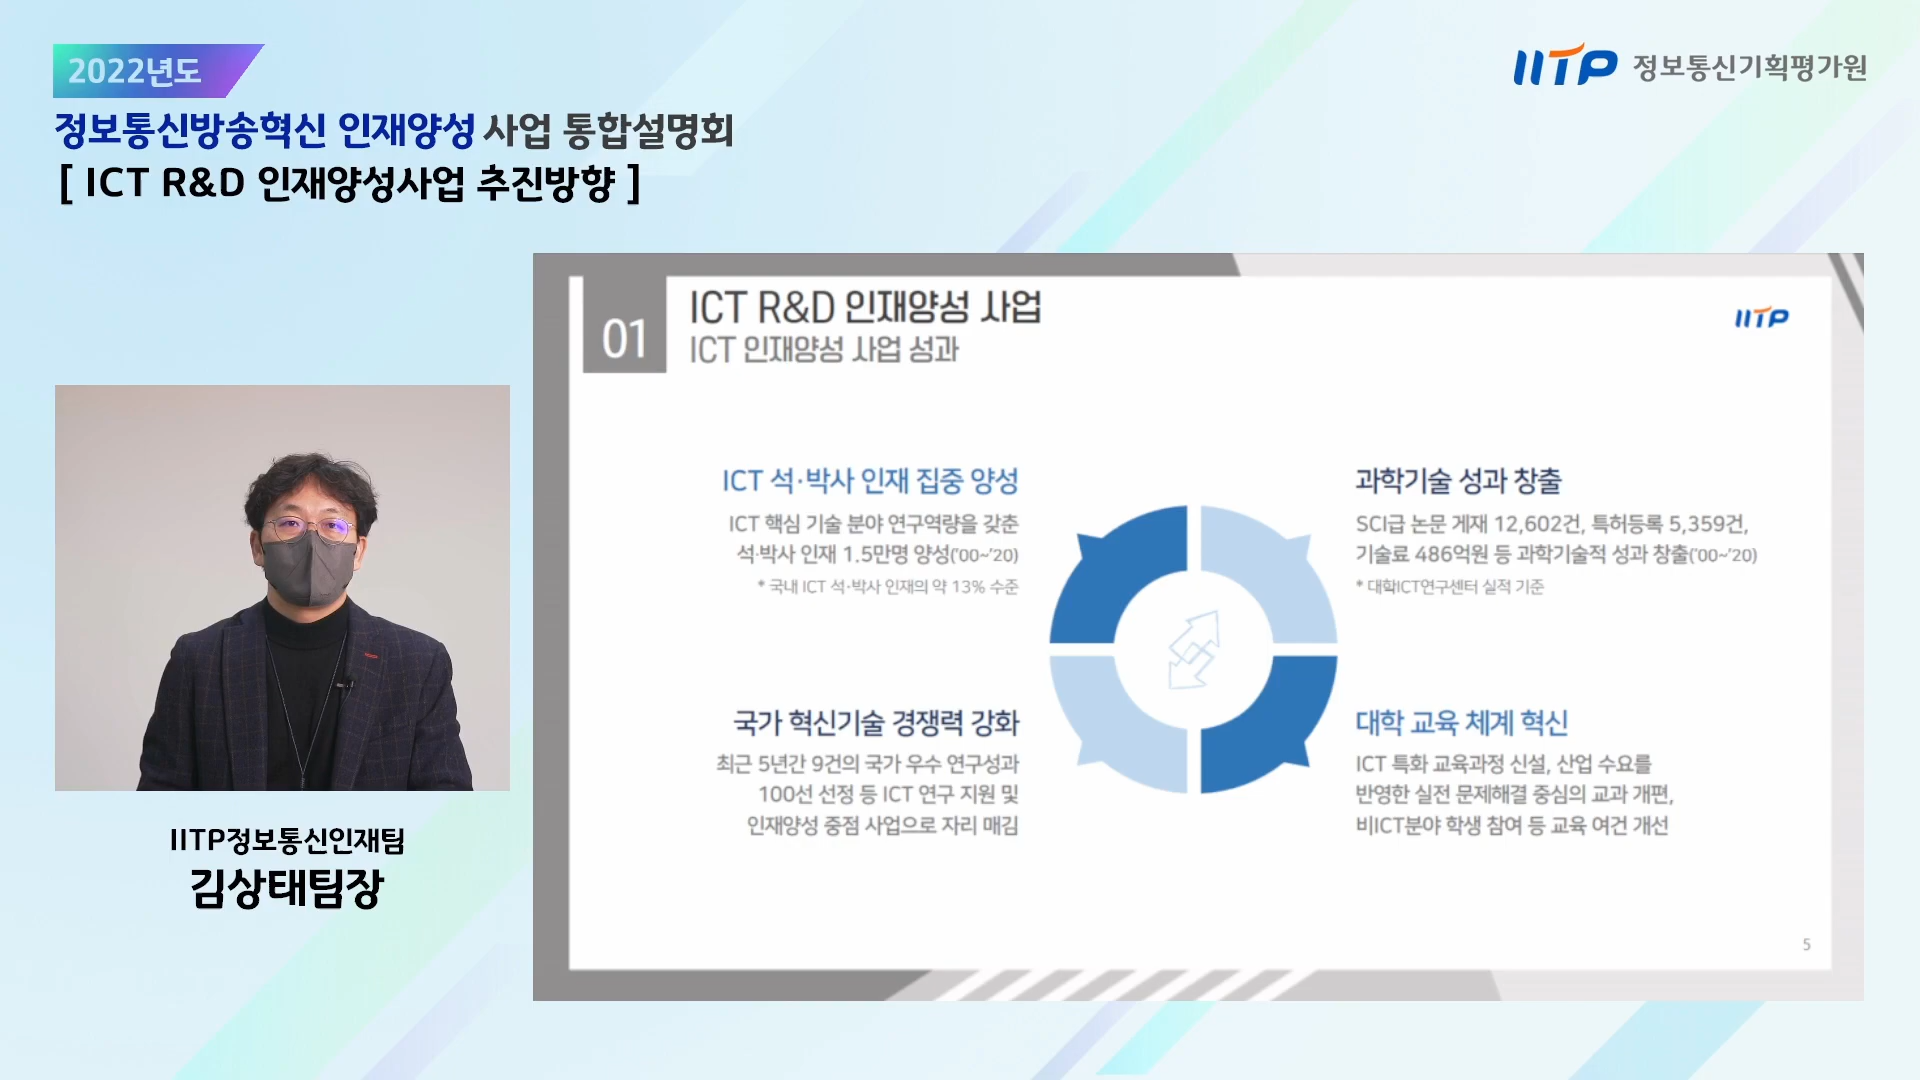 2022년도
정보통신방송혁신 인재양성 사업 통합설명회
[ ICT R&D 인재양성사업 추진방향 ]
IITP 정보통신기획평가원
01
ICT R&D 인재양성 사업
ICT 인재양성 사업 성과
IITP
ICT 석·박사 인재 집중 양성
ICT 핵심 기술 분야 연구역량을 갖춘
석·박사 인재 1.5만명 양성('00~'20)
* 국내 ICT 석·박사 인재의 약 13% 수준
과학기술 성과 창출
SCI급 논문 게재 12,602건, 특허등록 5,359건,
기술료 486억원 등 과학기술적 성과 창출('00~'20)
* 대학ICT연구센터 실적 기준
국가 혁신기술 경쟁력 강화
최근 5년간 9건의 국가 우수 연구성과
100선 선정 등 ICT 연구 지원 및
인재양성 중점 사업으로 자리 매김
대학 교육 체계 혁신
ICT 특화 교육과정 신설, 산업 수요를
반영한 실전 문제해결 중심의 교과 개편,
비ICT분야 학생 참여 등 교육 여건 개선
5
IITP정보통신인재팀
김상태팀장